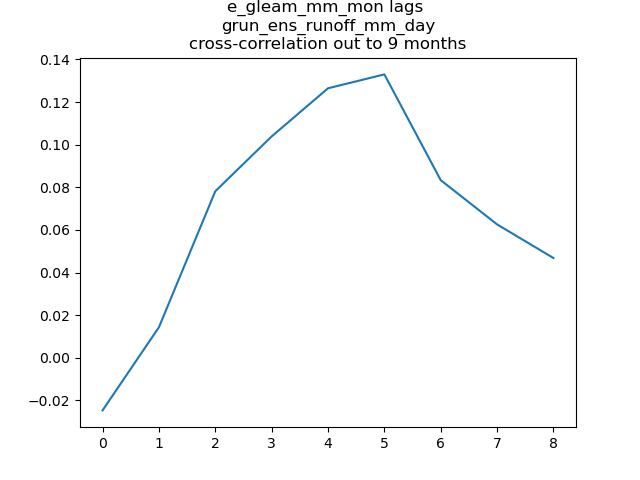 e_gleam_mm_mon lags
grun_ens_runoff_mm_day
cross-correlation out to 9 months
0.14
0.12
0.10
0.08
0.06
0.04
0.02
0.00
−0.02
0 1 2 3 4 5 6 7 8